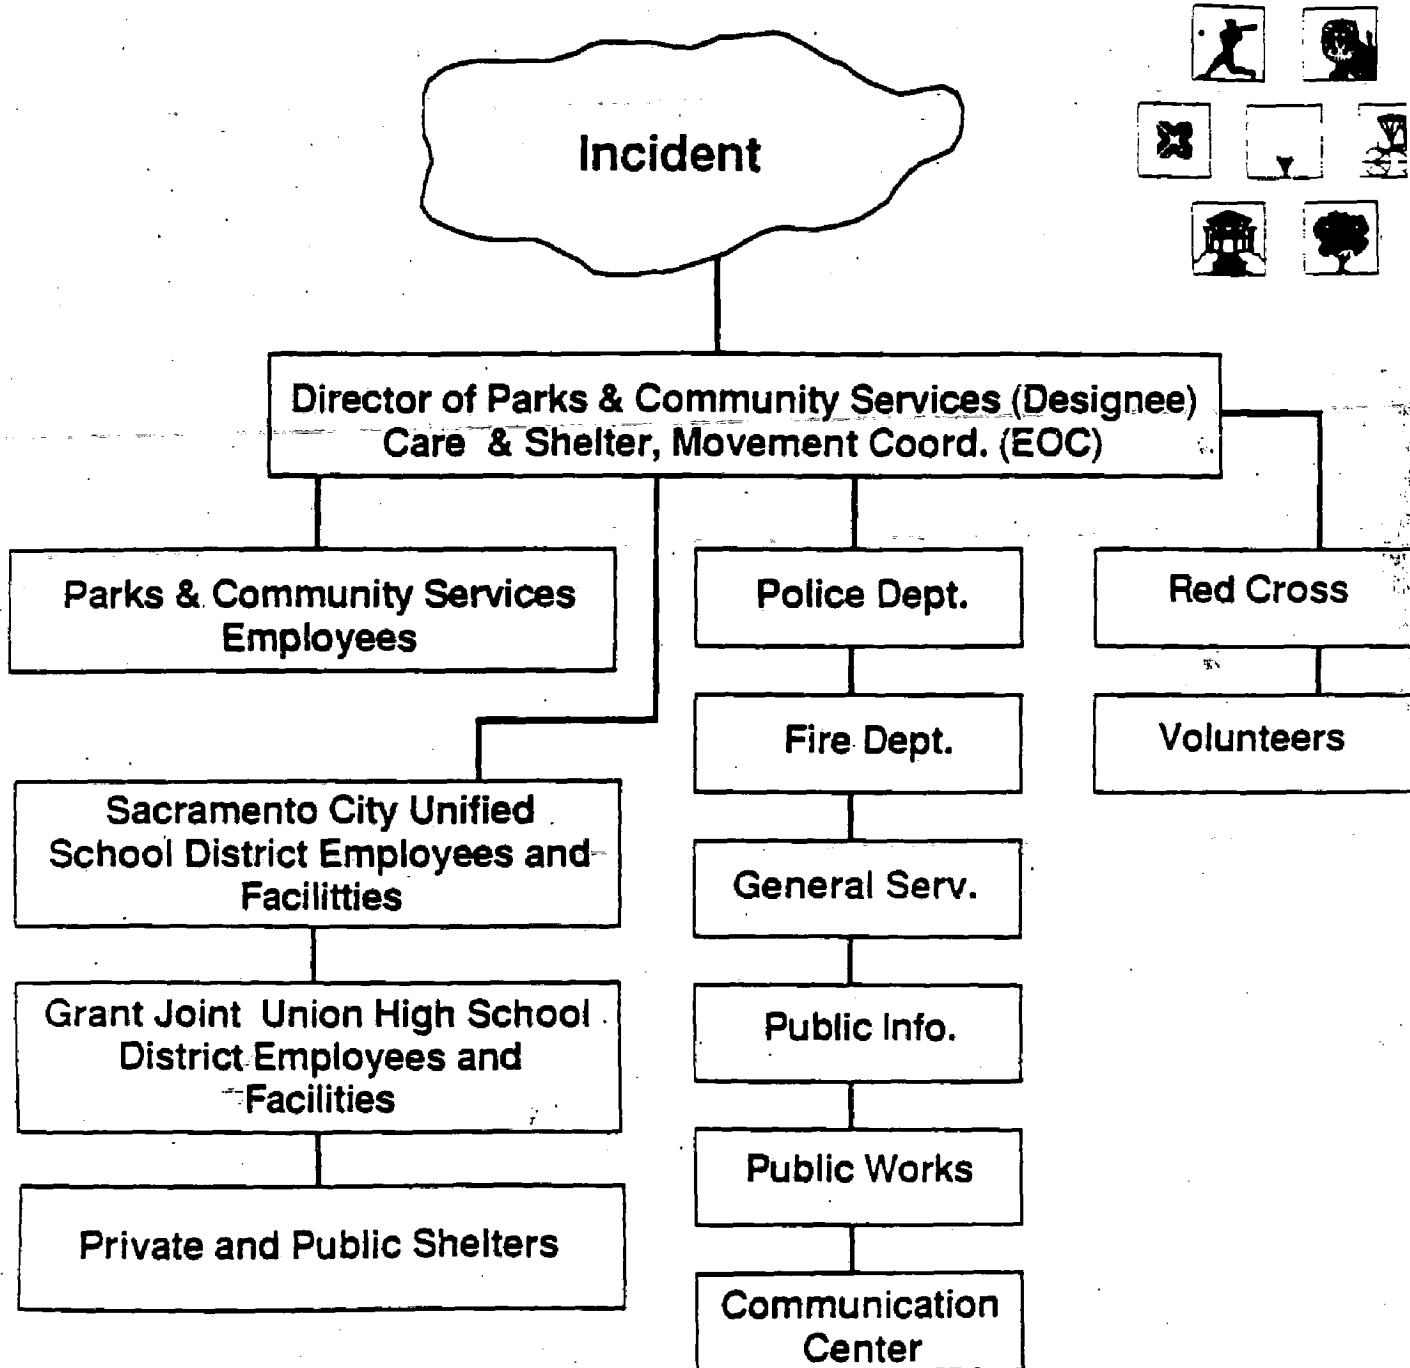 Incident
Director of Parks & Community Services (Designee)
Care & Shelter, Movement Coord. (EOC)
Parks & Community Services
Employees
Police Dept.
Red Cross
Fire Dept.
Volunteers
Sacramento City Unified
School District Employees and
Facilitties
General Serv.
Grant Joint Union High School
District Employees and
Facilities
Public Info.
Public Works
Private and Public Shelters
Communication
Center